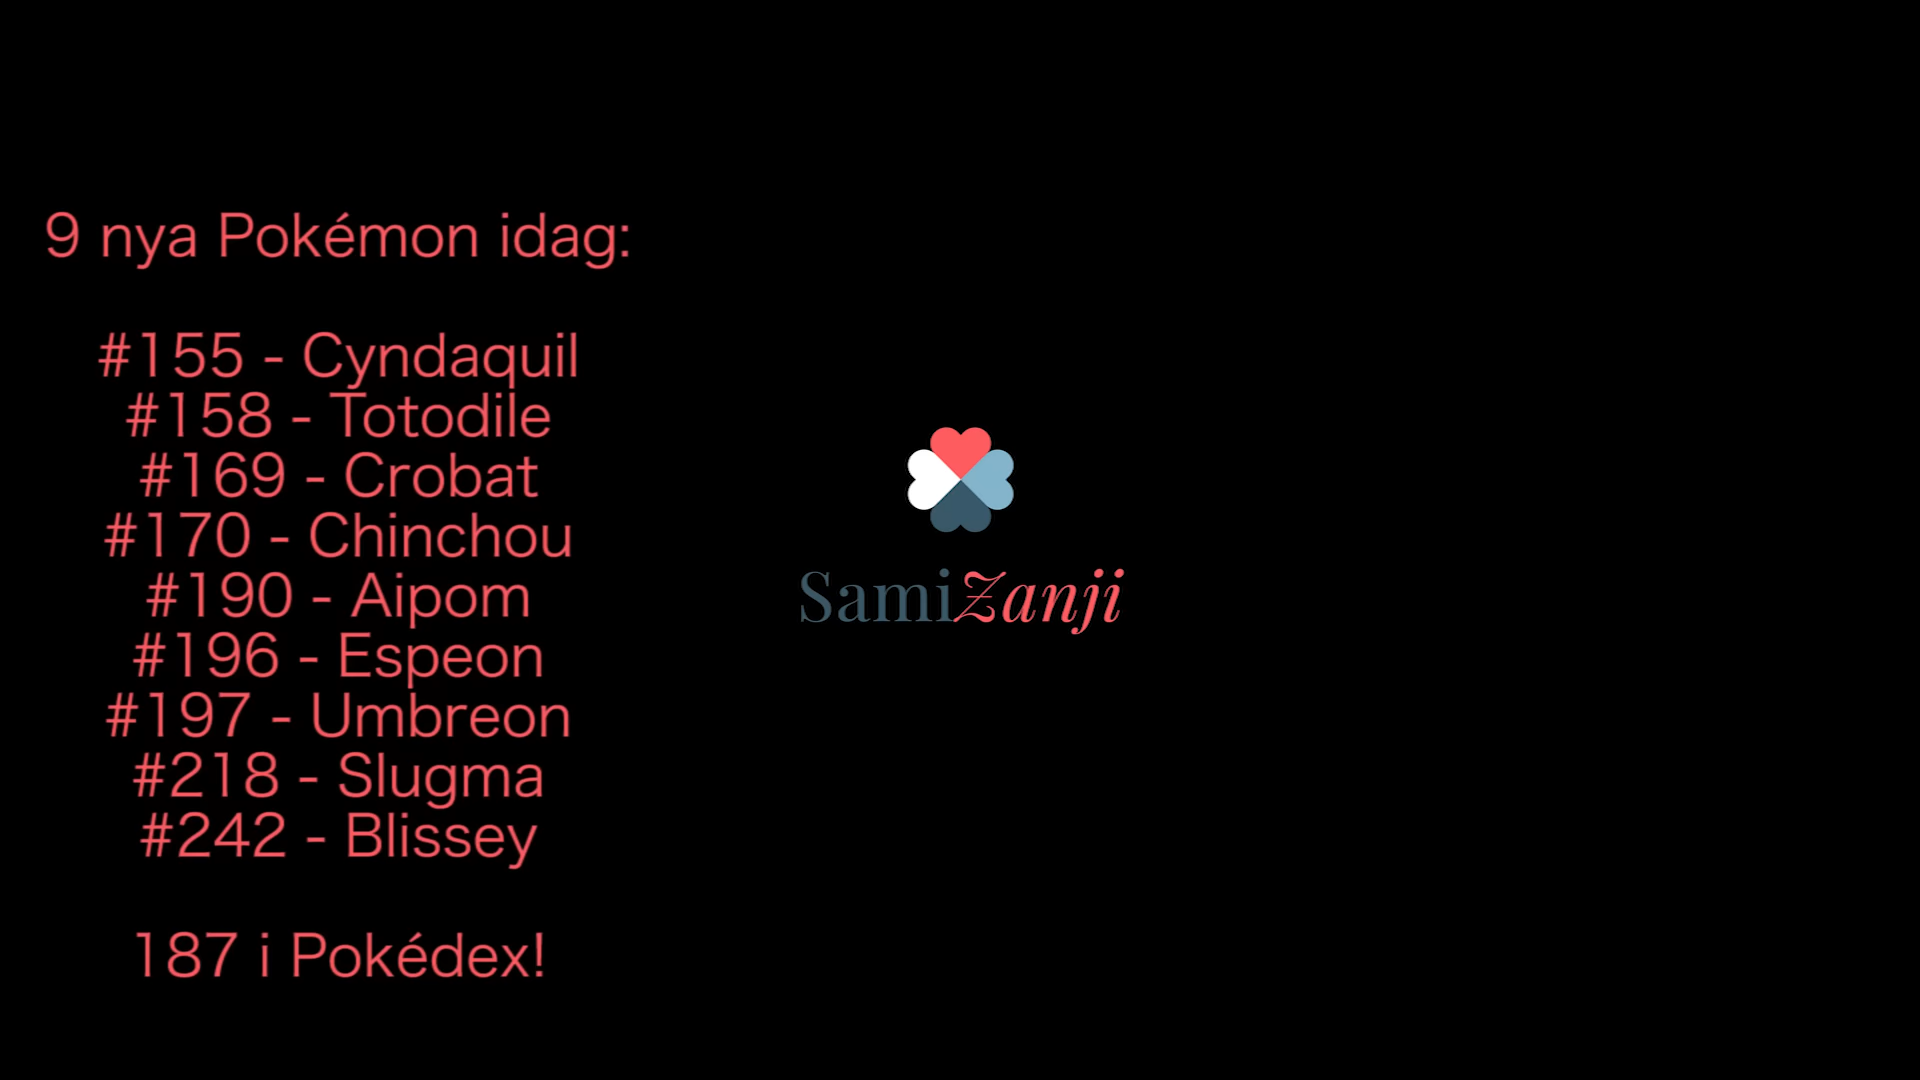 9 nya Pokémon idag:
#155 - Cyndaquil
#158 - Totodile
#169 - Crobat
#170 - Chinchou
#190 - Aipom
#196 - Espeon
#197 - Umbreon
#218 - Slugma
#242 - Blissey
187 i Pokédex!
SamiZanji